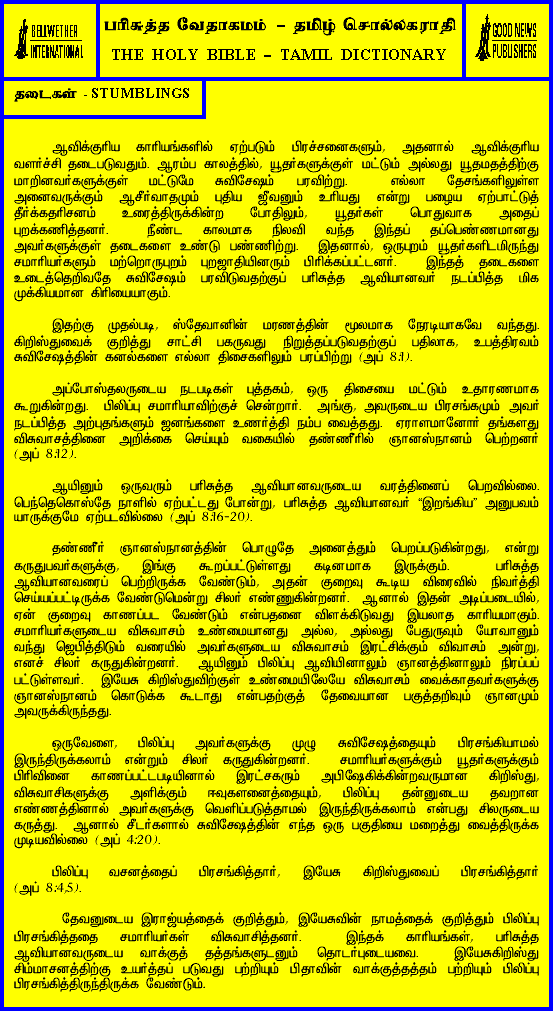 BELLWETHER
INTERNATIONAL
பரிசுத்த வேதாகமம் – தமிழ் சொல்லகராதி
THE HOLY BIBLE – TAMIL DICTIONARY
GOOD NEWS
PUBLISHERS
தடைகள் - STUMBLINGS
ஆவிக்குரிய காரியங்களில் ஏற்படும் பிரச்சனைகளும், அதனால் ஆவிக்குரிய
வளர்ச்சி தடைபடுவதும். ஆரம்ப காலத்தில், யூதர்களுக்குள் மட்டும் அல்லது யூதமதத்திற்கு
மாறினவர்களுக்குள் மட்டுமே சுவிசேஷம் பரவிற்று. எல்லா தேசங்களிலுள்ள
அனைவருக்கும் ஆசீர்வாதமும் புதிய ஜீவனும் உரியது என்று பழைய ஏற்பாட்டுத்
தீர்க்கதரிசனம் உரைத்திருக்கின்ற போதிலும், யூதர்கள் பொதுவாக அதைப்
புறக்கணித்தனர். நீண்ட காலமாக நிலவி வந்த இந்தப் தப்பெண்ணமானது
அவர்களுக்குள் தடைகளை உண்டு பண்ணிற்று. இதனால், ஒருபுறம் யூதர்களிடமிருந்து
சமாரியர்களும் மற்றொருபுறம் புறஜாதியினரும் பிரிக்கப்பட்டனர். இந்தத் தடைகளை
உடைத்தெறிவதே சுவிசேஷம் பரவிடுவதற்குப் பரிசுத்த ஆவியானவர் நடப்பித்த மிக
முக்கியமான கிரியையாகும்.
இதற்கு முதல்படி, ஸ்தேவானின் மரணத்தின் மூலமாக நேரடியாகவே வந்தது.
கிறிஸ்துவைக் குறித்து சாட்சி பகருவது நிறுத்தப்படுவதற்குப் பதிலாக, உபத்திரவம்
சுவிசேஷத்தின் கனல்களை எல்லா திசைகளிலும் பரப்பிற்று (அப் 8:1).
அப்போஸ்தலருடைய நடபடிகள் புத்தகம், ஒரு திசையை மட்டும் உதாரணமாக
கூறுகின்றது. பிலிப்பு சமாரியாவிற்குச் சென்றார். அங்கு, அவருடைய பிரசங்கமும் அவர்
நடப்பித்த அற்புதங்களும் ஜனங்களை உணர்த்தி நம்ப வைத்தது. ஏராளமானோர் தங்களது
விசுவாசத்தினை அறிக்கை செய்யும் வகையில் தண்ணீரில் ஞானஸ்நானம் பெற்றனர்
(அப் 8:12).
ஆயினும் ஒருவரும் பரிசுத்த ஆவியானவருடைய வரத்தினைப் பெறவில்லை.
பெந்தெகொஸ்தே நாளில் ஏற்பட்டது போன்று, பரிசுத்த ஆவியானவர் “இறங்கிய” அனுபவம்
யாருக்குமே ஏற்படவில்லை (அப் 8:16-20).
தண்ணீர் ஞானஸ்நானத்தின் பொழுதே அனைத்தும் பெறப்படுகின்றது, என்று
கருதுபவர்களுக்கு, இங்கு கூறப்பட்டுள்ளது கடினமாக இருக்கும். பரிசுத்த
ஆவியானவரைப் பெற்றிருக்க வேண்டும், அதன் குறைவு கூடிய விரைவில் நிவர்த்தி
செய்யப்பட்டிருக்க வேண்டுமென்று சிலர் எண்ணுகின்றனர். ஆனால் இதன் அடிப்படையில்,
ஏன் குறைவு காணப்பட வேண்டும் என்பதனை விளக்கிடுவது இயலாத காரியமாகும்.
சமாரியர்களுடைய விசுவாசம் உண்மையானது அல்ல, அல்லது பேதுருவும் யோவானும்
வந்து ஜெபித்திடும் வரையில் அவர்களுடைய விசுவாசம் இரட்சிக்கும் விவாசம் அன்று,
எனச் சிலர் கருதுகின்றனர். ஆயினும் பிலிப்பு ஆவியினாலும் ஞானத்தினாலும் நிரப்பப்
பட்டுள்ளவர். இயேசு கிறிஸ்துவிற்குள் உண்மையிலேயே விசுவாசம் வைக்காதவர்களுக்கு
ஞானஸ்நானம் கொடுக்க கூடாது என்பதற்குத் தேவையான பகுத்தறிவும் ஞானமும்
அவருக்கிருந்தது.
ஒருவேளை, பிலிப்பு அவர்களுக்கு முழு சுவிசேஷத்தையும் பிரசங்கியாமல்
இருந்திருக்கலாம் என்றும் சிலர் கருதுகின்றனர். சமாரியர்களுக்கும் யூதர்களுக்கும்
பிரிவினை காணப்பட்டபடியினால் இரட்சகரும் அபிஷேகிக்கின்றவருமான கிறிஸ்து,
விசுவாசிகளுக்கு அளிக்கும் ஈவுகளனைத்தையும், பிலிப்பு தன்னுடைய தவறான
எண்ணத்தினால் அவர்களுக்கு வெளிப்படுத்தாமல் இருந்திருக்கலாம் என்பது சிலருடைய
கருத்து. ஆனால் சீடர்களால் சுவிசேஷத்தின் எந்த ஒரு பகுதியை மறைத்து வைத்திருக்க
முடியவில்லை (அப் 4:20).
பிலிப்பு வசனத்தைப் பிரசங்கித்தார், இயேசு கிறிஸ்துவைப் பிரசங்கித்தார்
(அப் 8:4,5).
தேவனுடைய இராஜ்யத்தைக் குறித்தும், இயேசுவின் நாமத்தைக் குறித்தும் பிலிப்பு
பிரசங்கித்ததை சமாரியர்கள் விசுவாசித்தனர். இந்தக் காரியங்கள், பரிசுத்த
ஆவியானவருடைய வாக்குத் தத்தங்களுடனும் தொடர்புடையவை. இயேசுகிறிஸ்து
சிம்மாசனத்திற்கு உயர்த்தப் படுவது பற்றியும் பிதாவின் வாக்குத்தத்தம் பற்றியும் பிலிப்பு
பிரசங்கித்திருந்திருக்க வேண்டும்.